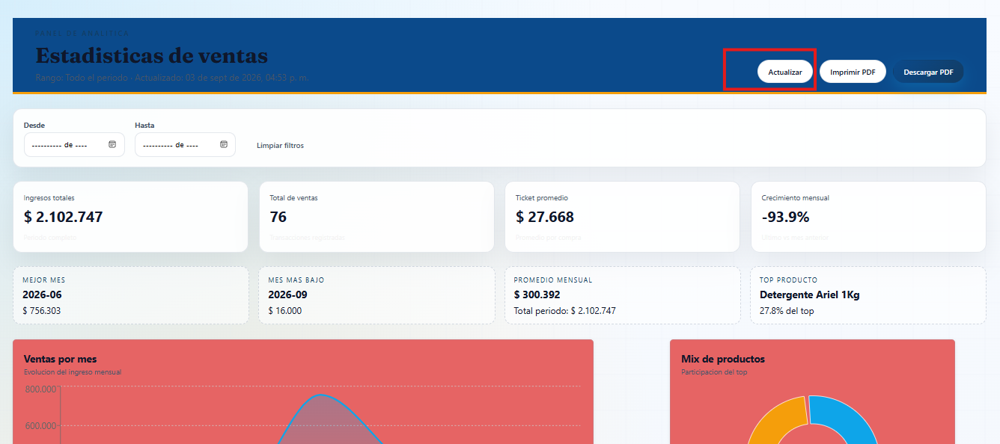 PANEL DE ANALITICA
Estadisticas de ventas
Rango: Todo el periodo · Actualizado: 03 de sept de 2026, 04:53 p. m.
Actualizar
Imprimir PDF
Descargar PDF
Desde
Hasta
---------- de ----
---------- de ----
Limpiar filtros
Ingresos totales
$ 2.102.747
Periodo completo
Total de ventas
76
Transacciones registradas
Ticket promedio
$ 27.668
Promedio por compra
Crecimiento mensual
-93.9%
Ultimo vs mes anterior
MEJOR MES
2026-06
$ 756.303
MES MAS BAJO
2026-09
$ 16.000
PROMEDIO MENSUAL
$ 300.392
Total periodo: $ 2.102.747
TOP PRODUCTO
Detergente Ariel 1Kg
27.8% del top
Ventas por mes
Evolucion del ingreso mensual
800.000
600.000
Mix de productos
Participacion del top